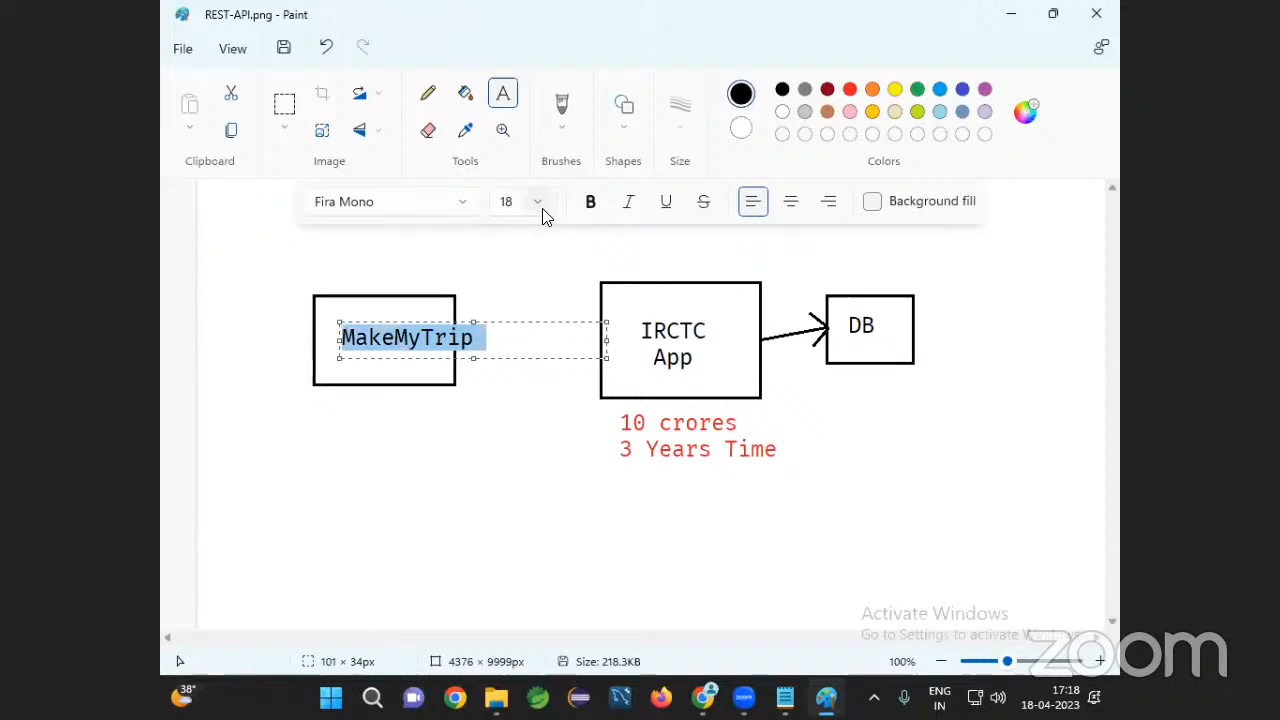 REST-API.png - Paint
File View
Clipboard Image Tools Brushes Shapes Size Colors
Fira Mono 18 B I U S Background fill
MakeMyTrip
IRCTC
App
DB
10 crores
3 Years Time
Activate Windows
Go to Settings to activate Windows.
zoom
101 × 34px 4376 × 9999px Size: 218.3KB 100%
38°
zoom
ENG
IN
17:18
18-04-2023